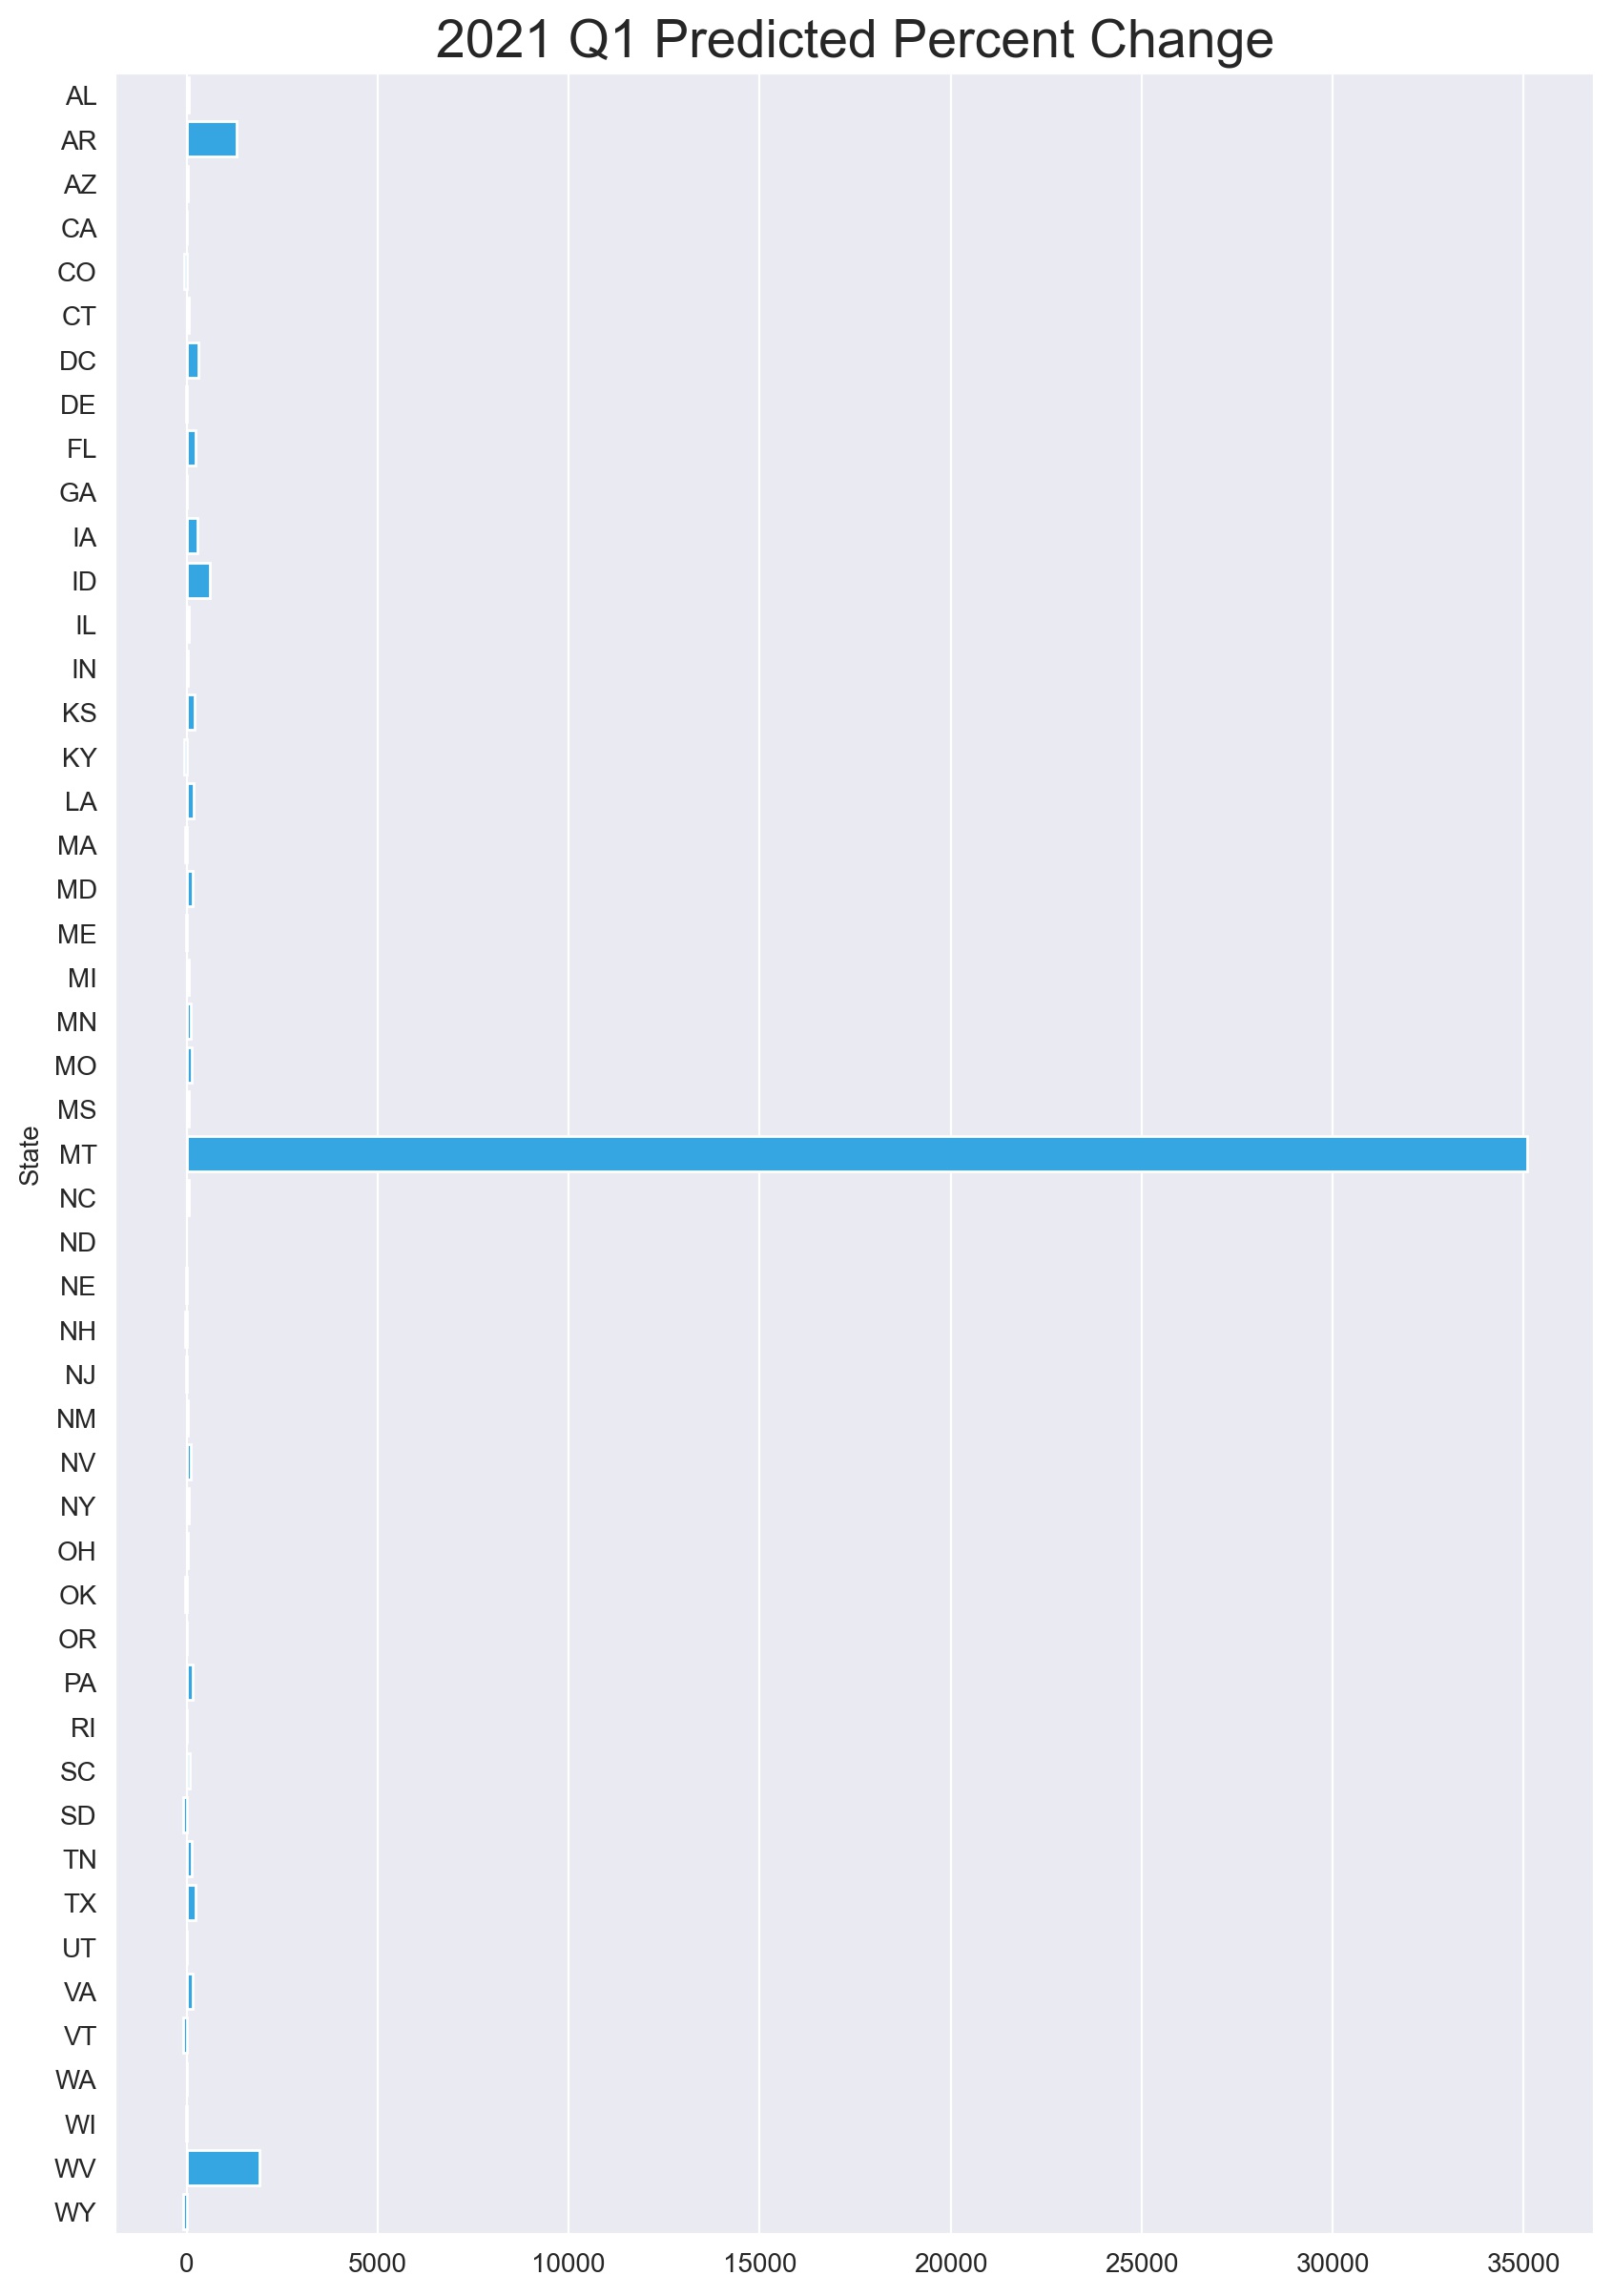 2021 Q1 Predicted Percent Change
AL
AR
AZ
CA
CO
CT
DC
DE
FL
GA
IA
ID
IL
IN
KS
KY
LA
MA
MD
ME
MI
MN
MO
MS
State
MT
NC
ND
NE
NH
NJ
NM
NV
NY
OH
OK
OR
PA
RI
SC
SD
TN
TX
UT
VA
VT
WA
WI
WV
WY
0 5000 10000 15000 20000 25000 30000 35000